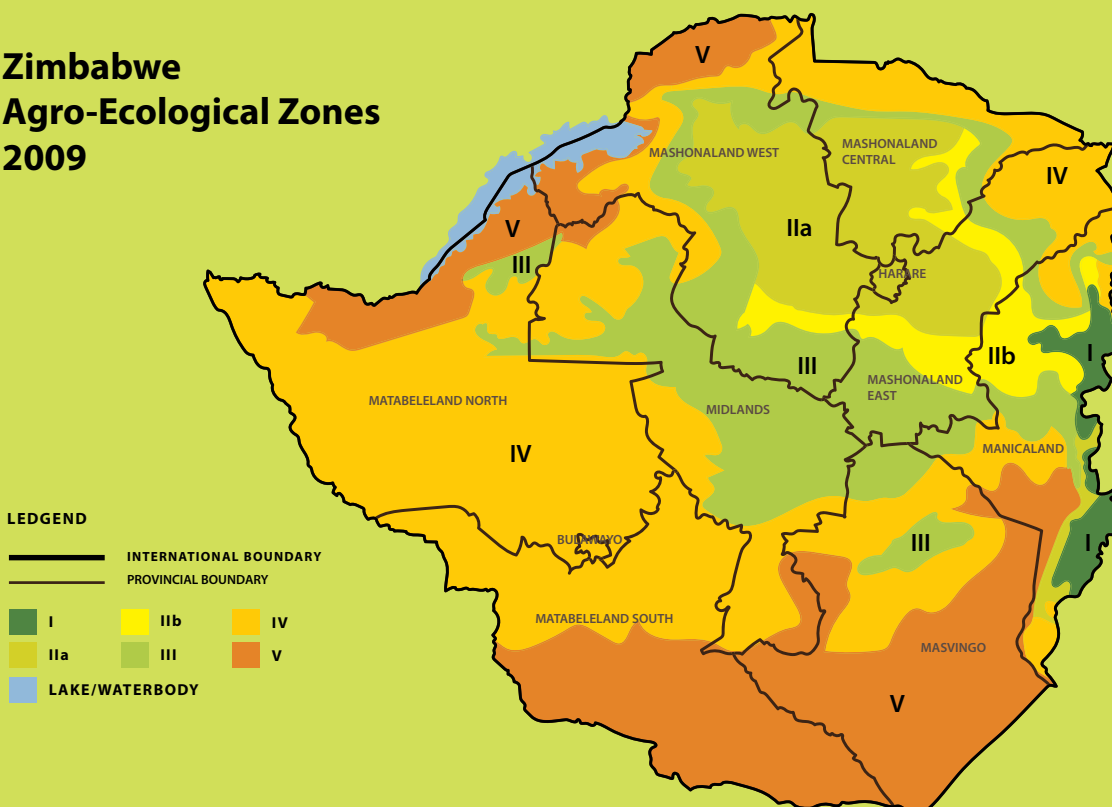 Zimbabwe
Agro-Ecological Zones
2009
V
MASHONALAND WEST
MASHONALAND
CENTRAL
IV
IIa
V
III
HARARE
I
IIb
III
MASHONALAND
EAST
MATABELELAND NORTH
MIDLANDS
IV
MANICALAND
BULAWAYO
III
I
MATABELELAND SOUTH
MASVINGO
V
LEDGEND
INTERNATIONAL BOUNDARY
PROVINCIAL BOUNDARY
I
IIb
IV
IIa
III
V
LAKE/WATERBODY